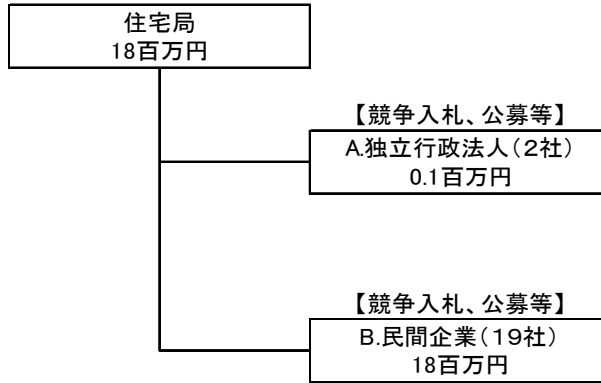 住宅局
18百万円
【競争入札、公募等】
A.独立行政法人（２社）
0.1百万円
【競争入札、公募等】
B.民間企業（１９社）
18百万円